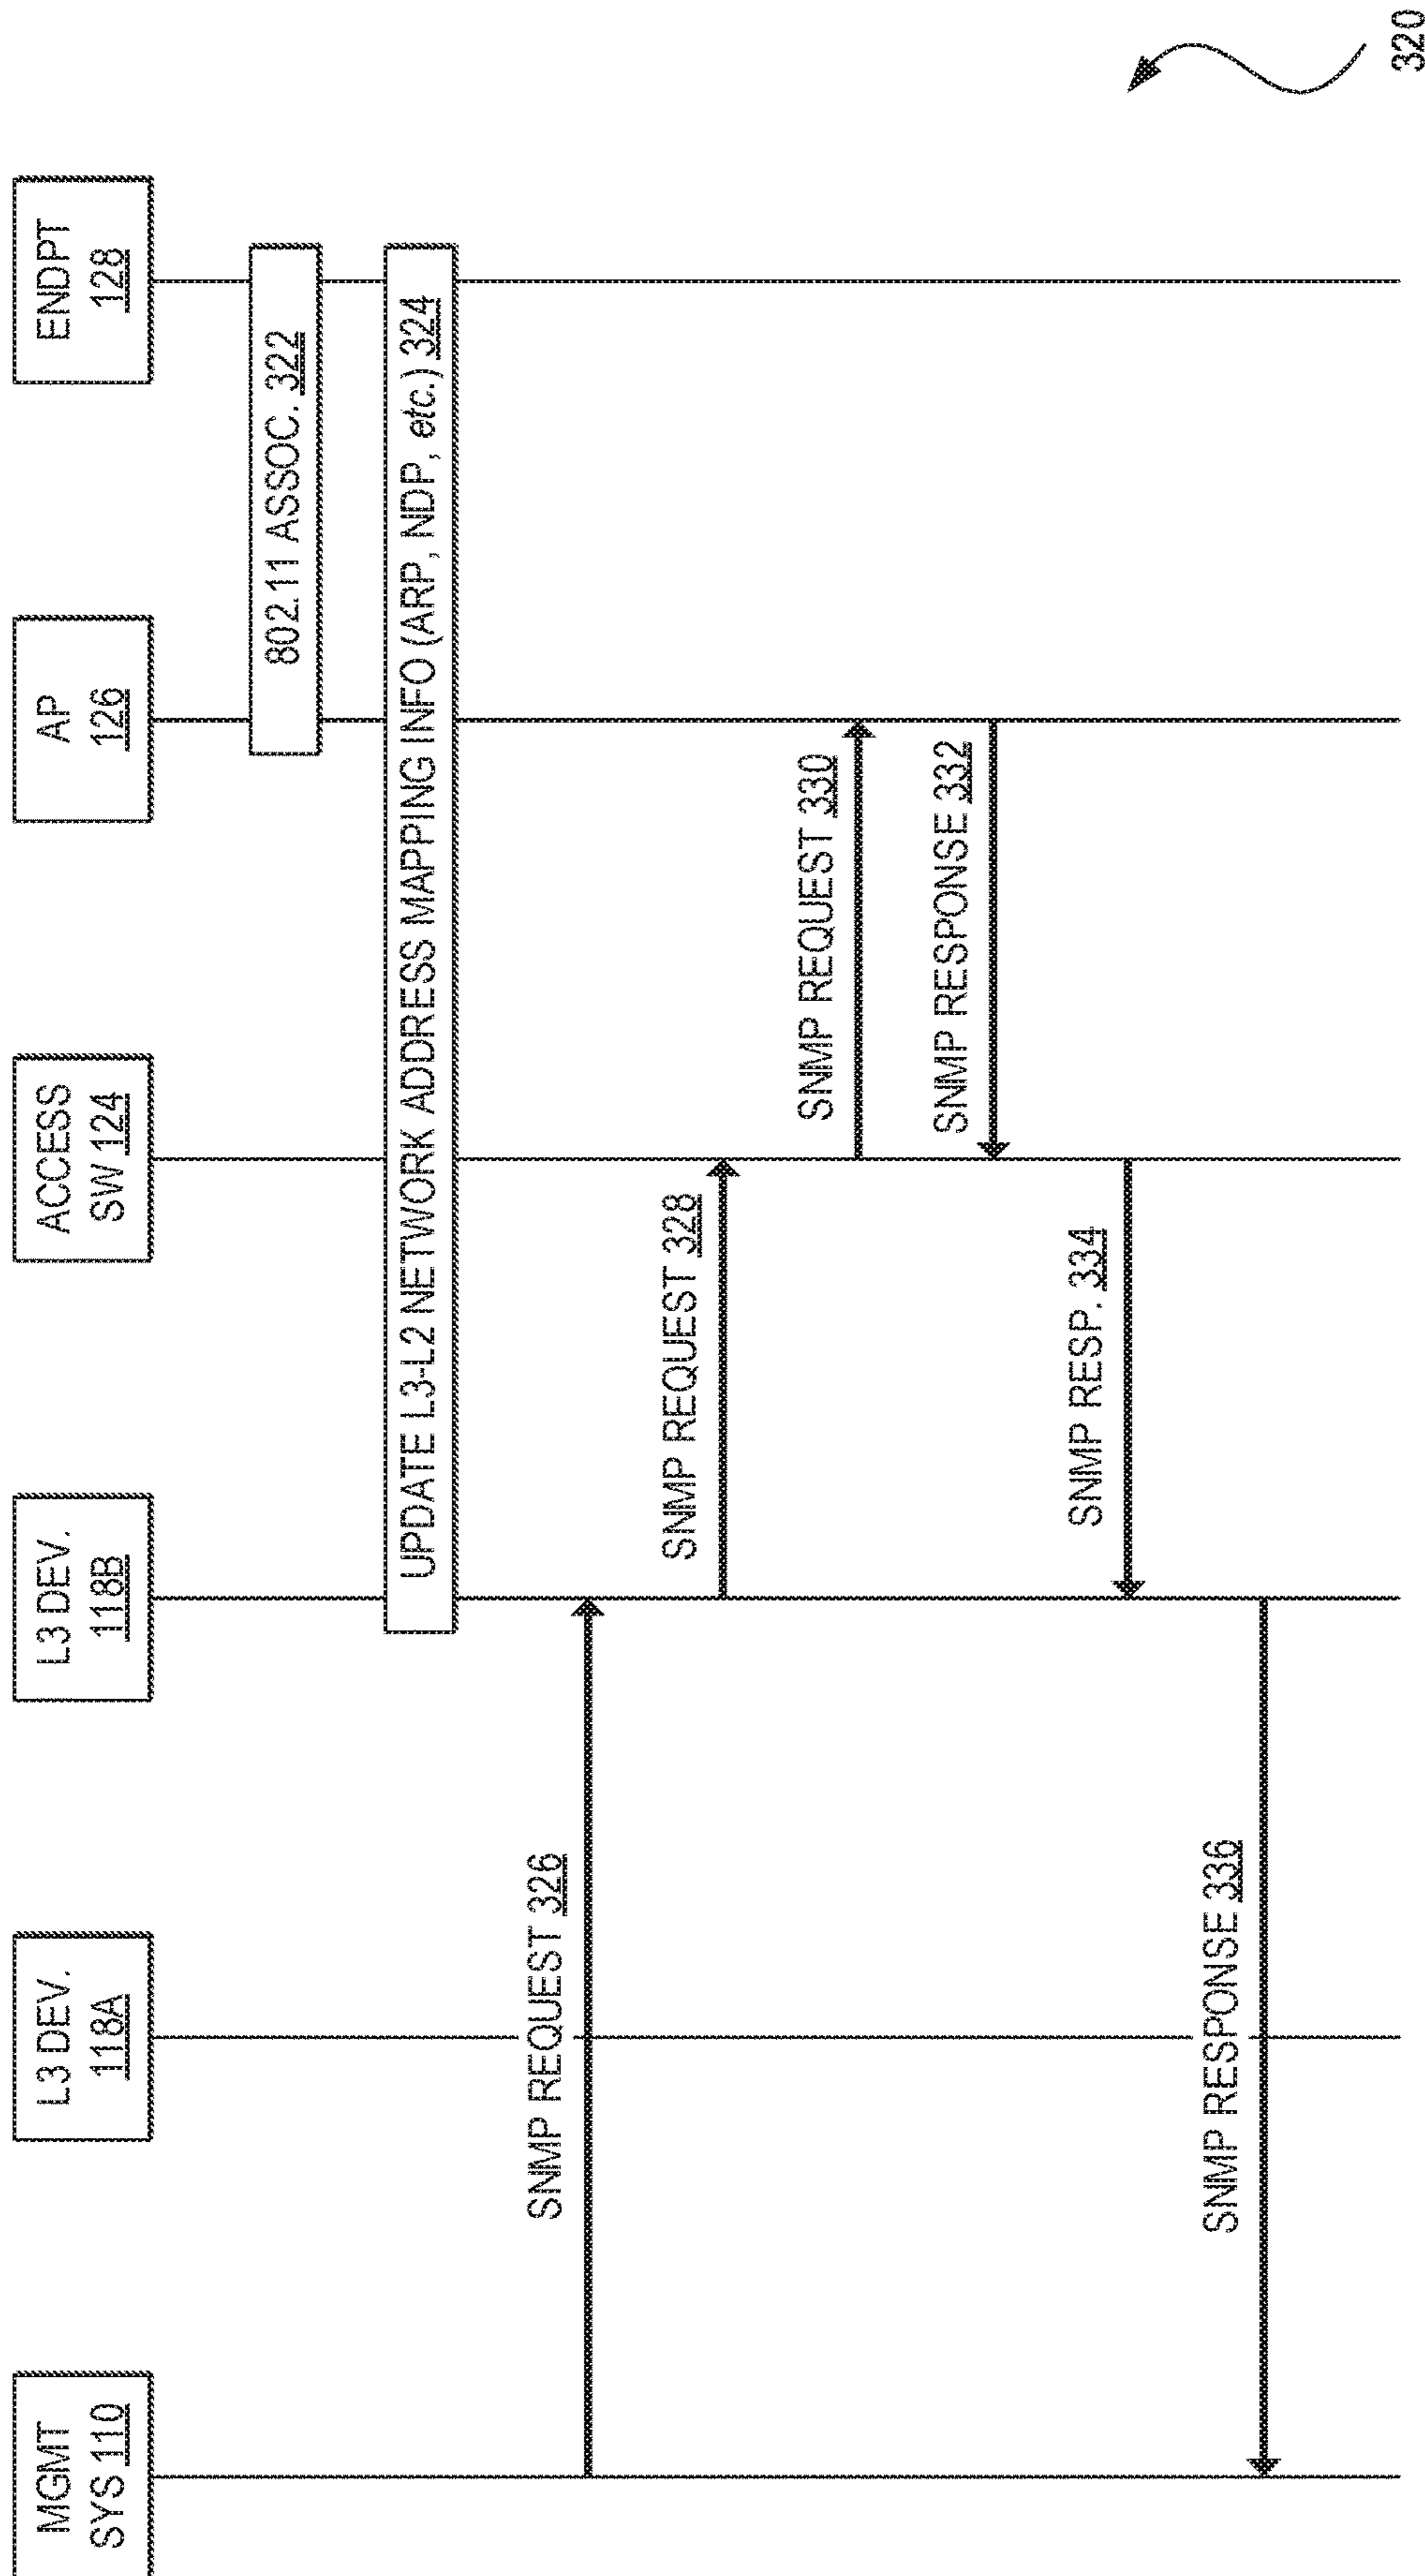 MGMT
SYS 110
L3 DEV.
118A
L3 DEV.
118B
ACCESS
SW 124
AP
126
ENDPT
128
802.11 ASSOC. 322
UPDATE L3-L2 NETWORK ADDRESS MAPPING INFO (ARP, NDP, etc.) 324
SNMP REQUEST 326
SNMP REQUEST 328
SNMP REQUEST 330
SNMP RESPONSE 332
SNMP RESP. 334
SNMP RESPONSE 336
320